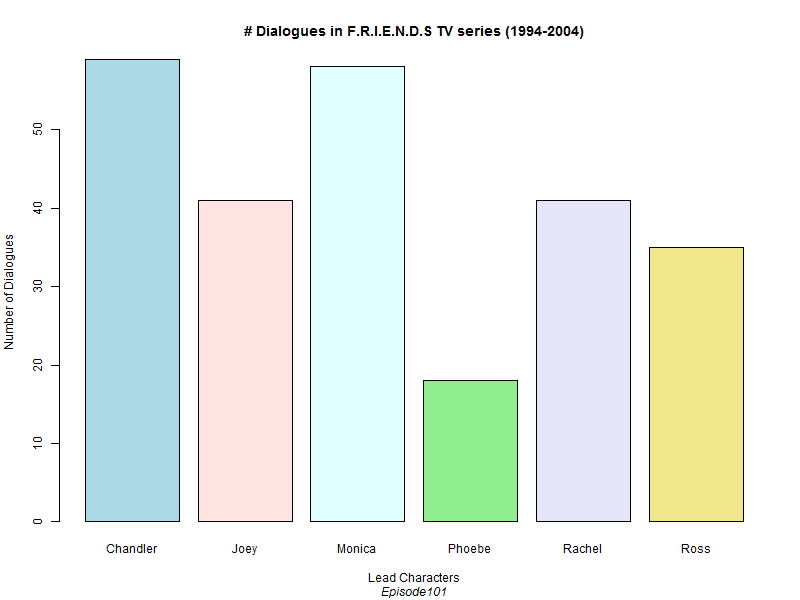 # Dialogues in F.R.I.E.N.D.S TV series (1994-2004)
Number of Dialogues
50
40
30
20
10
0
Chandler Joey Monica Phoebe Rachel Ross
Lead Characters
Episode101